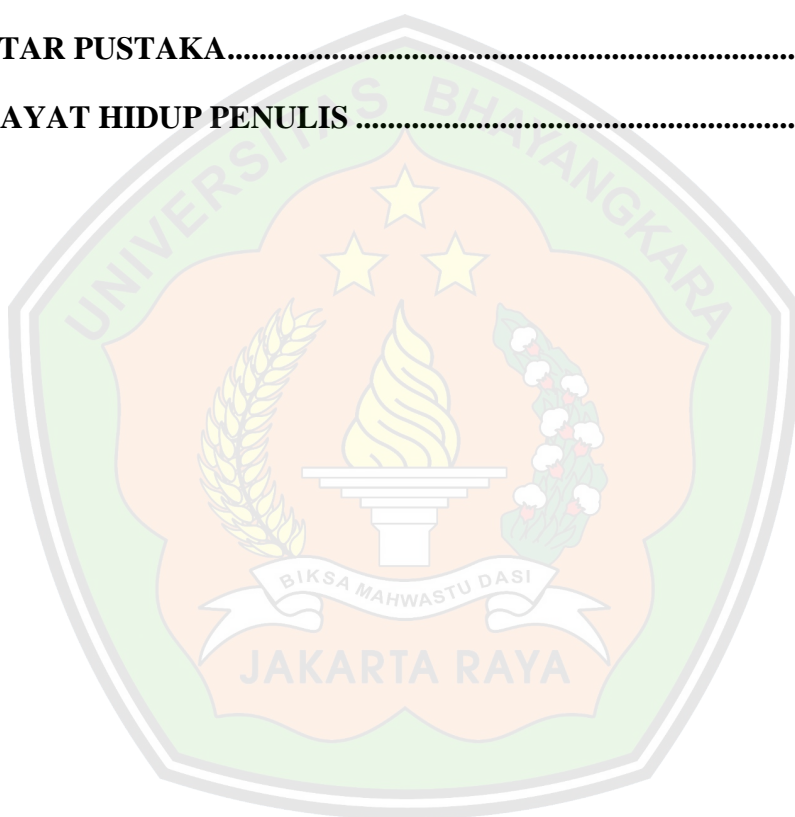 TAR PUSTAKA.......................................................................
AYAT HIDUP PENULIS .......................................................
UNIVERSITAS BHAYANGKARA
BIKSA MAHWASTU DASI
JAKARTA RAYA